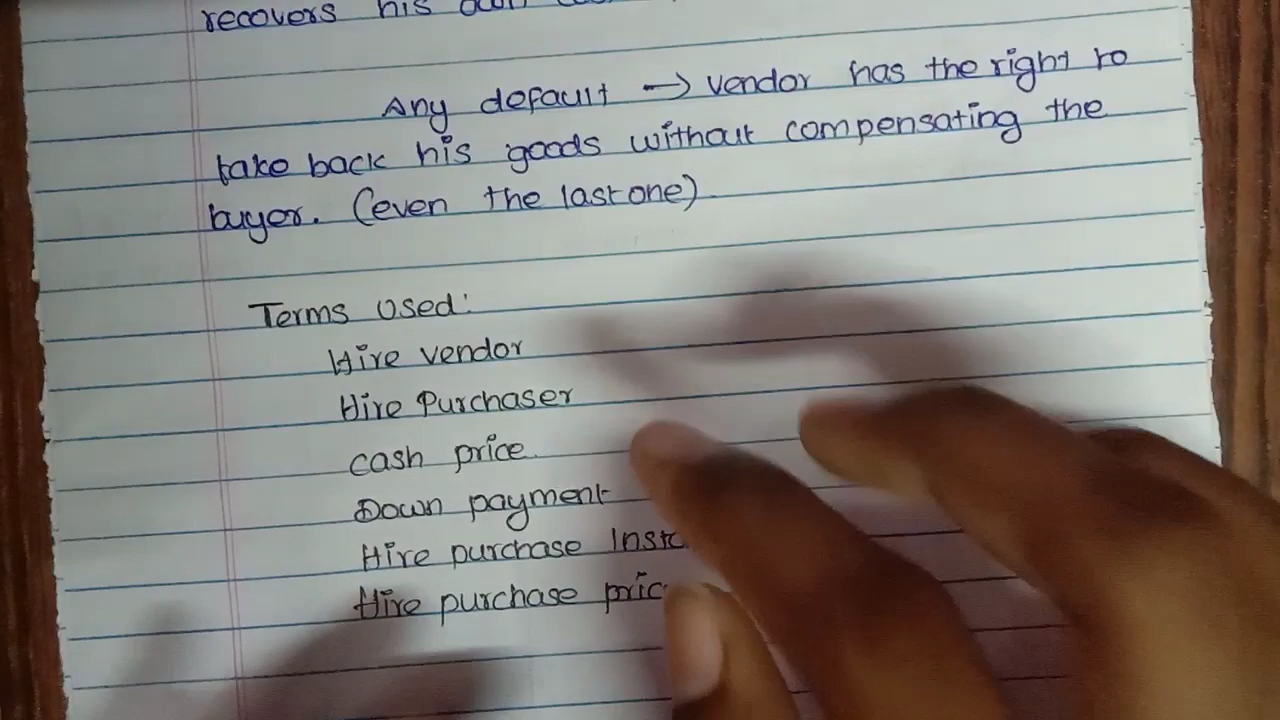 recovers his own
Any default → vendor has the right to
take back his goods without compensating the
buyer. (even the last one)
Terms Used:
Hire vendor
Hire Purchaser
cash price
Down payment
Hire purchase
Hire purchase